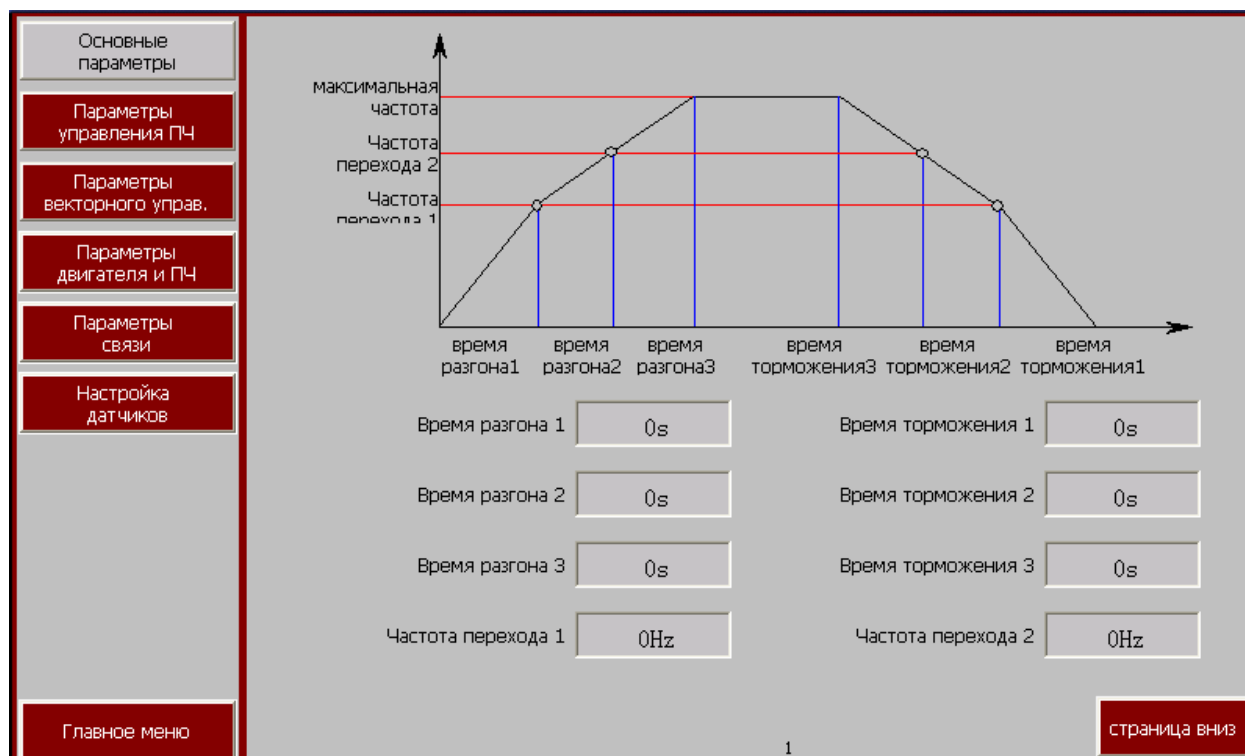 Основные
параметры
Параметры
управления ПЧ
Параметры
векторного управ.
Параметры
двигателя и ПЧ
Параметры
связи
Настройка
датчиков
Главное меню
максимальная
частота
Частота
перехода 2
Частота
перехода 1
время
разгона1
время
разгона2
время
разгона3
время
торможения3
время
торможения2
время
торможения1
Время разгона 1
0s
Время торможения 1
0s
Время разгона 2
0s
Время торможения 2
0s
Время разгона 3
0s
Время торможения 3
0s
Частота перехода 1
0Hz
Частота перехода 2
0Hz
1
страница вниз